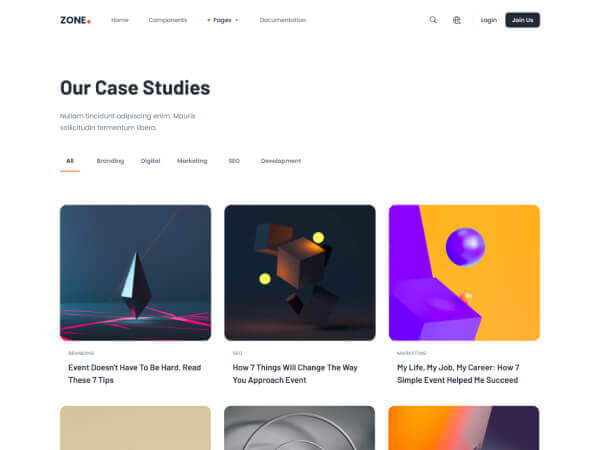 ZONE.
Home Components Pages Documentation
Login Join Us
Our Case Studies
Nullam tincidunt adipiscing enim. Mauris
sollicitudin fermentum libero.
All Branding Digital Marketing SEO Development
BRANDING
Event Doesn't Have To Be Hard. Read
These 7 Tips
SEO
How 7 Things Will Change The Way
You Approach Event
MARKETING
My Life, My Job, My Career: How 7
Simple Event Helped Me Succeed